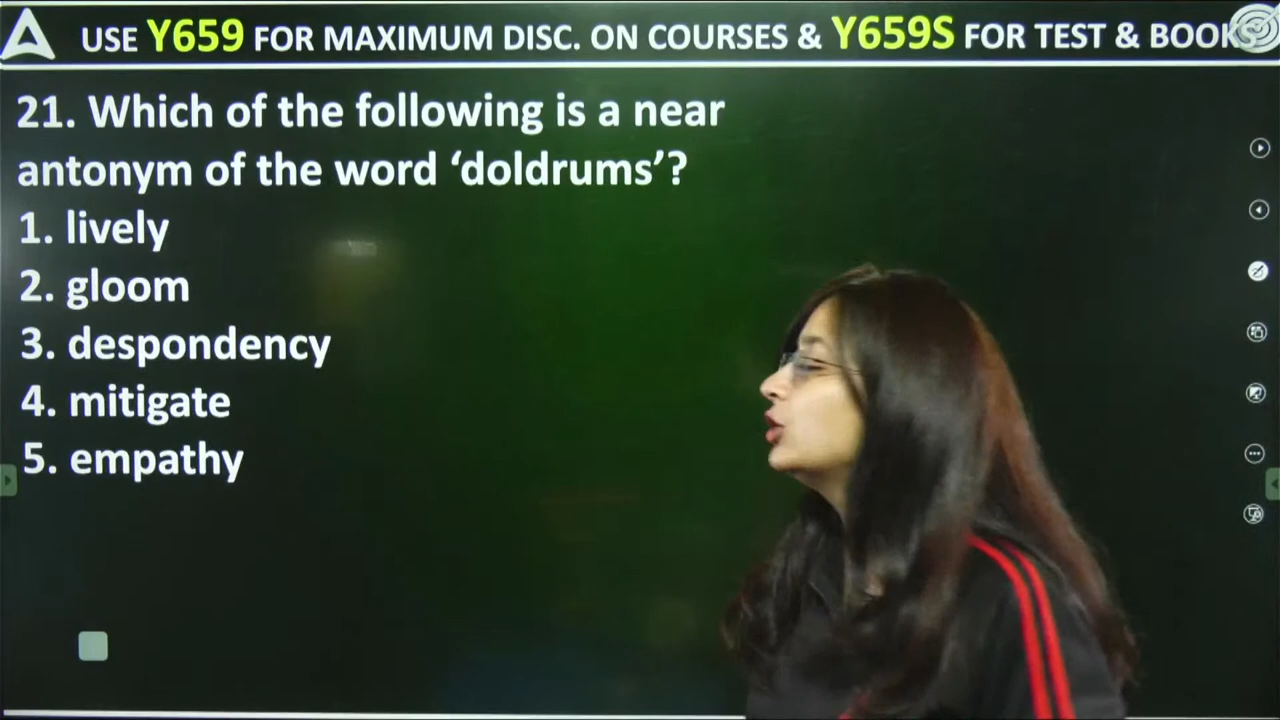 USE Y659 FOR MAXIMUM DISC. ON COURSES & Y659S FOR TEST & BOOKS
21. Which of the following is a near
antonym of the word ‘doldrums’?
1. lively
2. gloom
3. despondency
4. mitigate
5. empathy